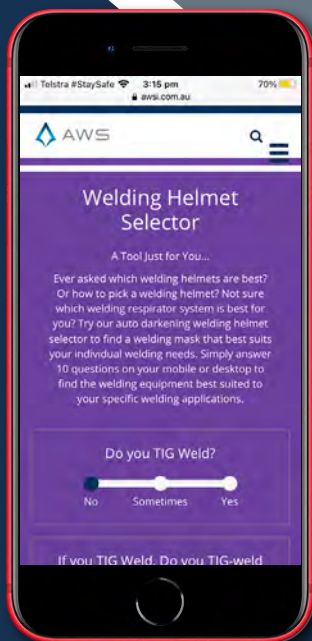 Telstra #StaySafe 3:15 pm 70%
awsi.com.au
AWS
Welding Helmet
Selector
A Tool Just for You...
Ever asked which welding helmets are best?
Or how to pick a welding helmet? Not sure
which welding respirator system is best for
you? Try our auto darkening welding helmet
selector to find a welding mask that best suits
your individual welding needs. Simply answer
10 questions on your mobile or desktop to
find the welding equipment best suited to
your specific welding applications.
Do you TIG Weld?
No Sometimes Yes
If you TIG Weld, Do you TIG-weld